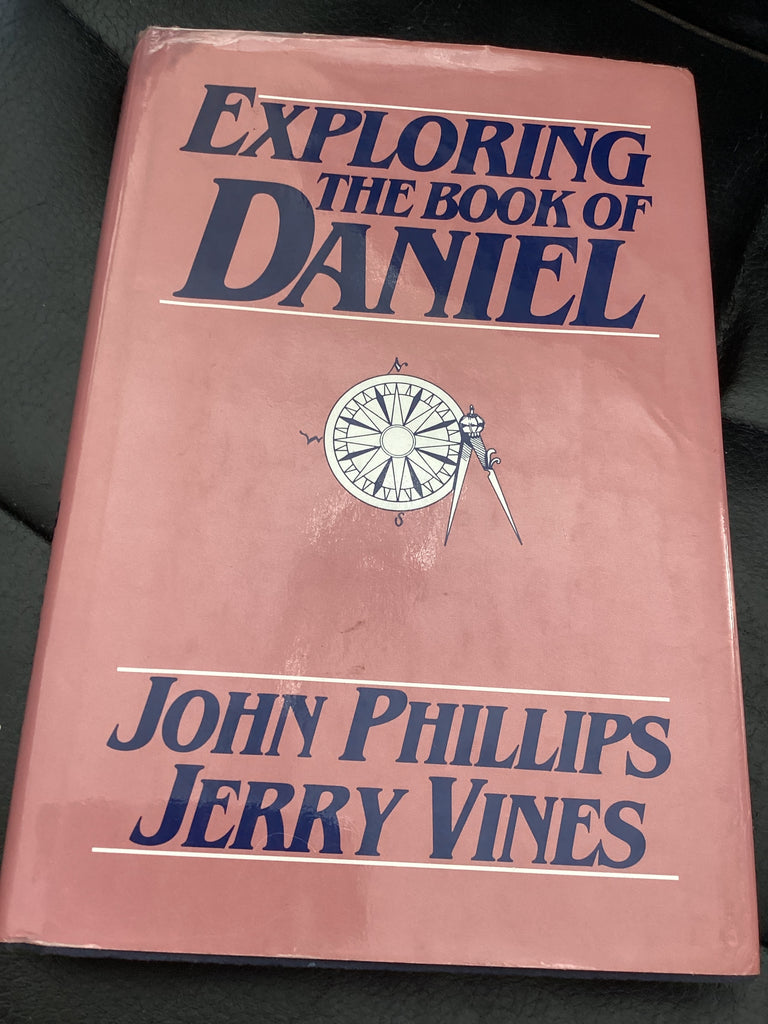 EXPLORING
THE BOOK OF
DANIEL
N
W
S
JOHN PHILLIPS
JERRY VINES